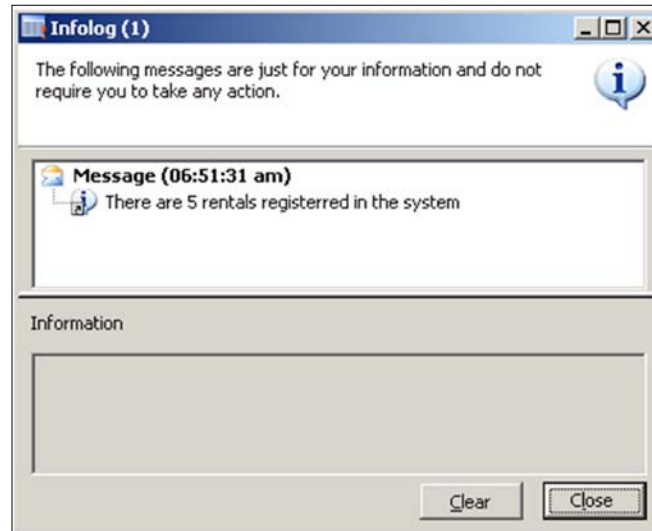 Infolog (1)
The following messages are just for your information and do not
require you to take any action.
Message (06:51:31 am)
There are 5 rentals registerred in the system
Information
Clear
Close